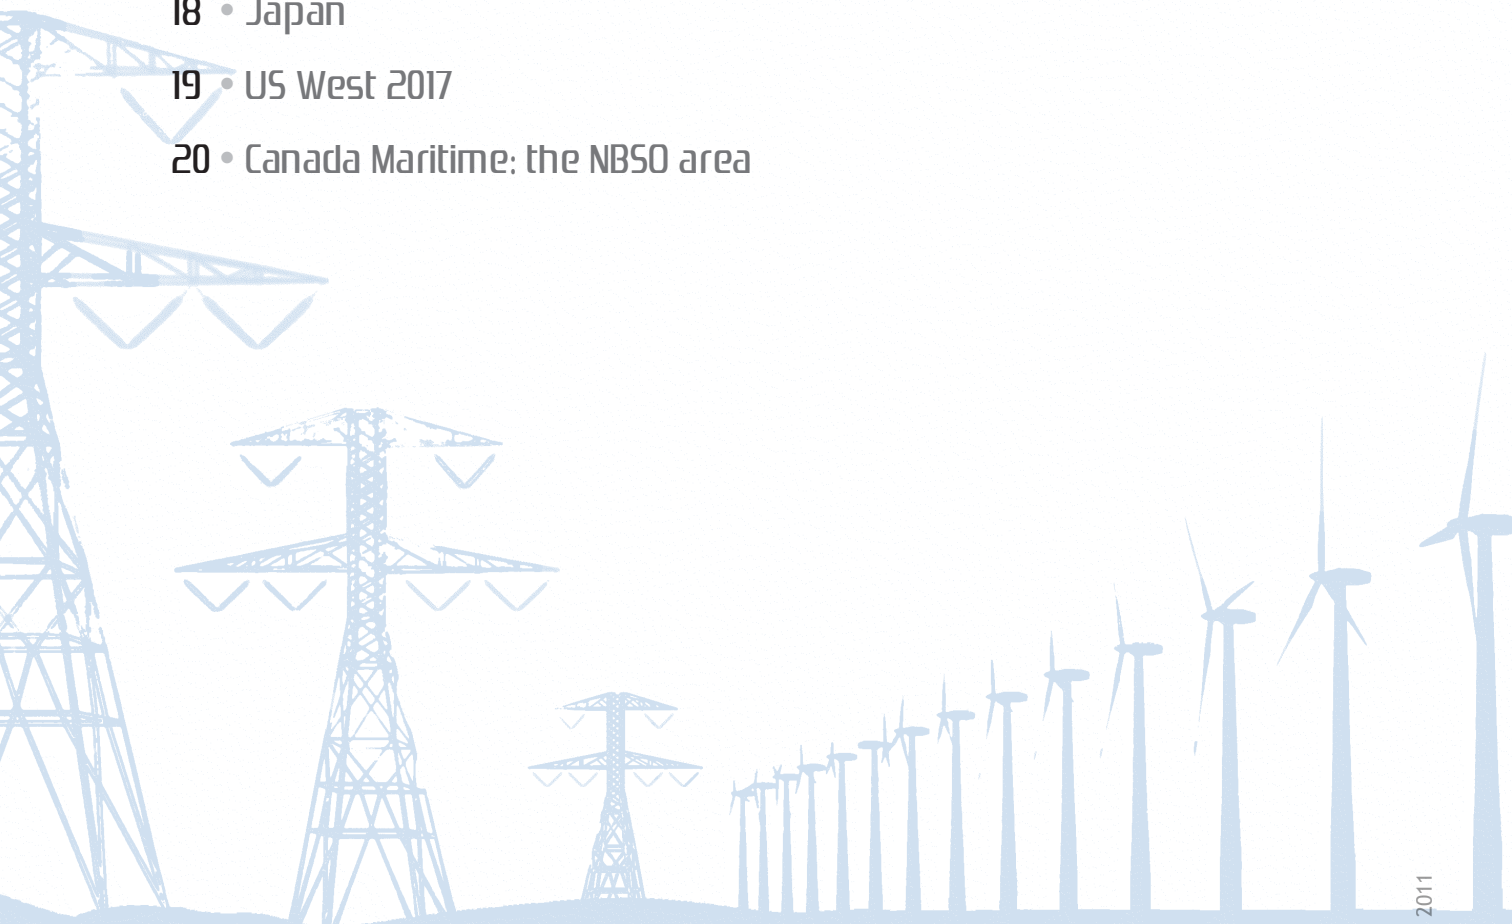 18 • Japan
19 • US West 2017
20 • Canada Maritime: the NBSO area
2011